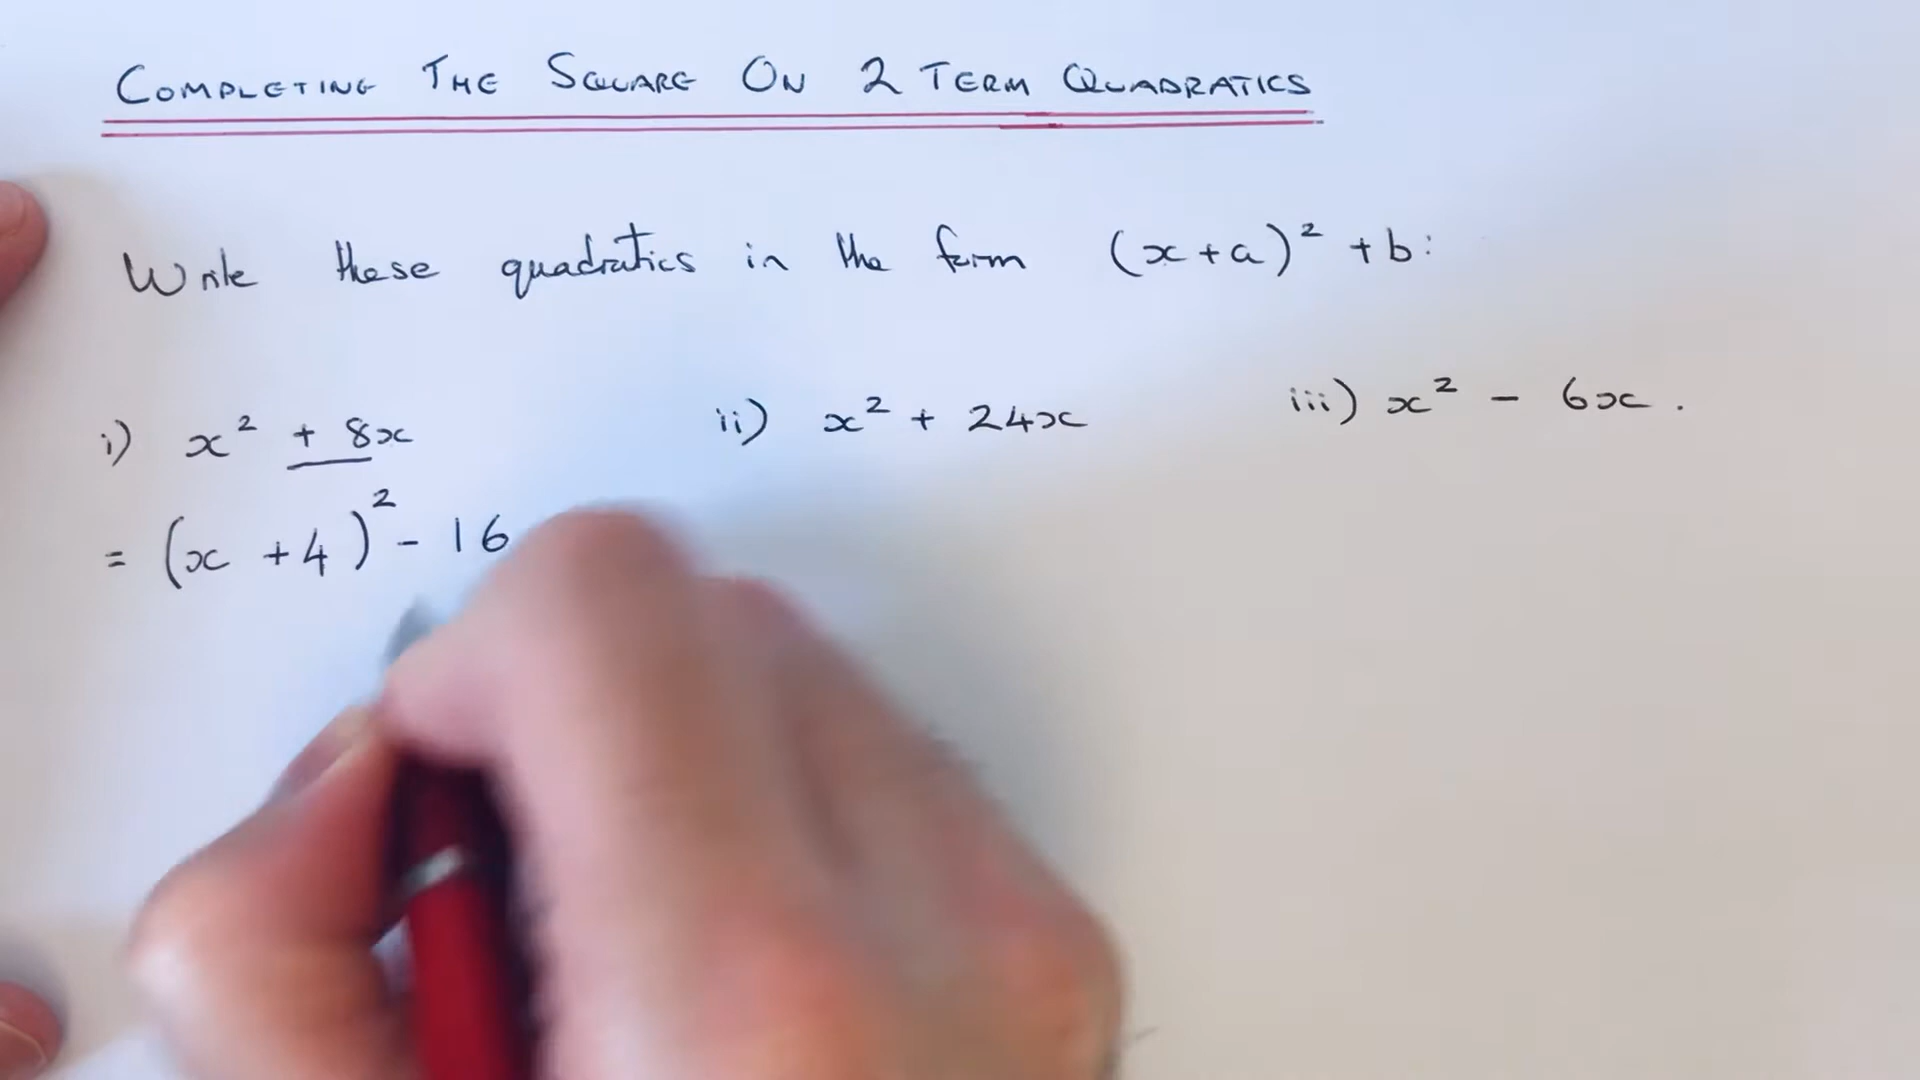 COMPLETING THE SQUARE ON 2 TERM QUADRATICS
Write these quadratics in the form (x+a)² +b:
i) x² + 8x ii) x² + 24x iii) x² - 6x .
= (x +4)² - 16